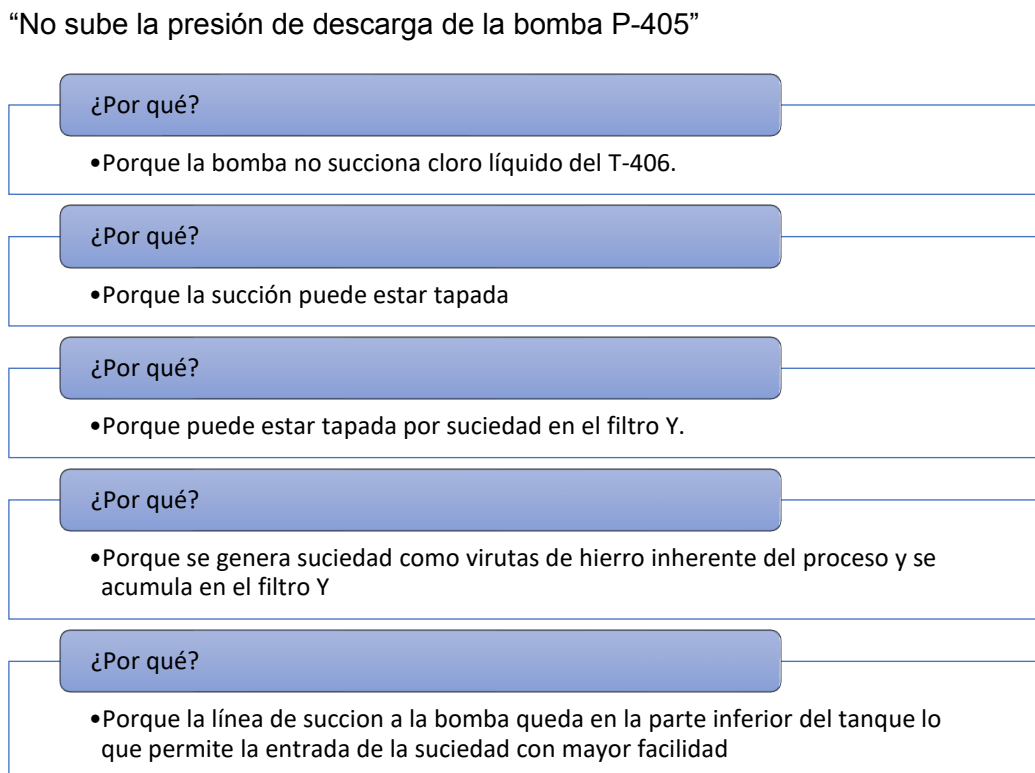 “No sube la presión de descarga de la bomba P-405”
¿Por qué?
•Porque la bomba no succiona cloro líquido del T-406.
¿Por qué?
•Porque la succión puede estar tapada
¿Por qué?
•Porque puede estar tapada por suciedad en el filtro Y.
¿Por qué?
•Porque se genera suciedad como virutas de hierro inherente del proceso y se
acumula en el filtro Y
¿Por qué?
•Porque la línea de succion a la bomba queda en la parte inferior del tanque lo
que permite la entrada de la suciedad con mayor facilidad